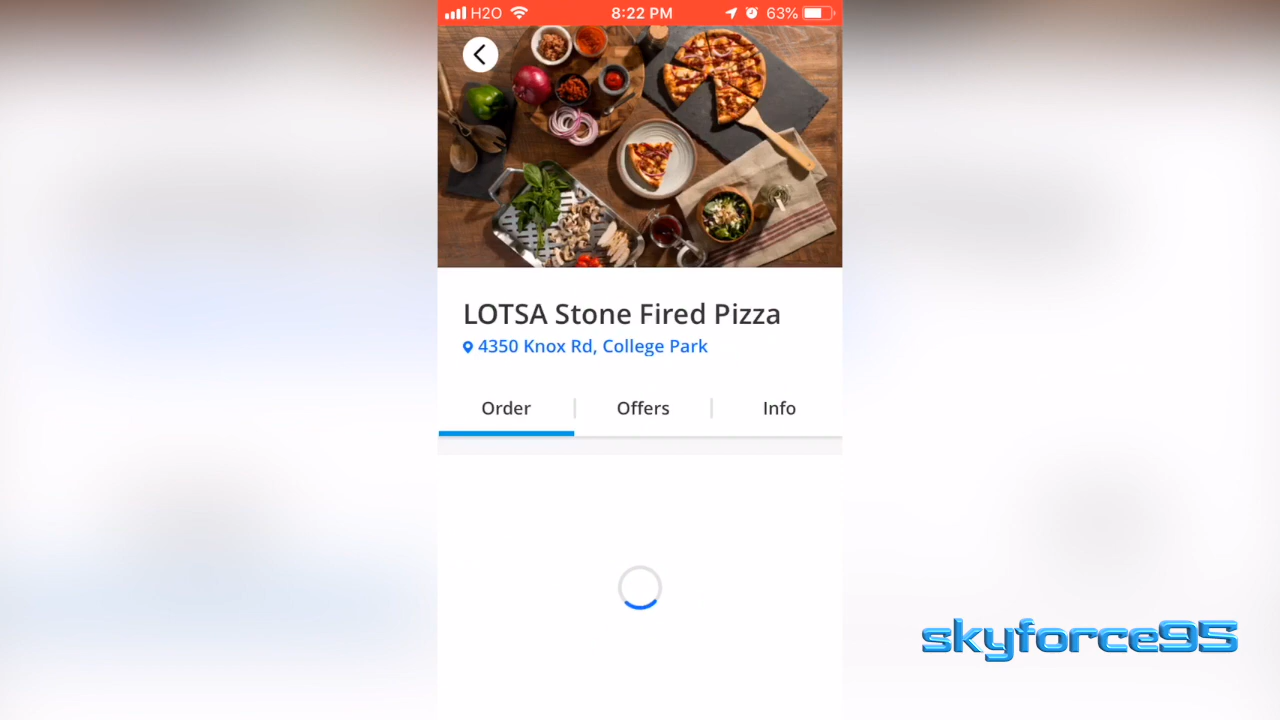 H2O 8:22 PM 63%
LOTSA Stone Fired Pizza
4350 Knox Rd, College Park
Order Offers Info
skyforce95